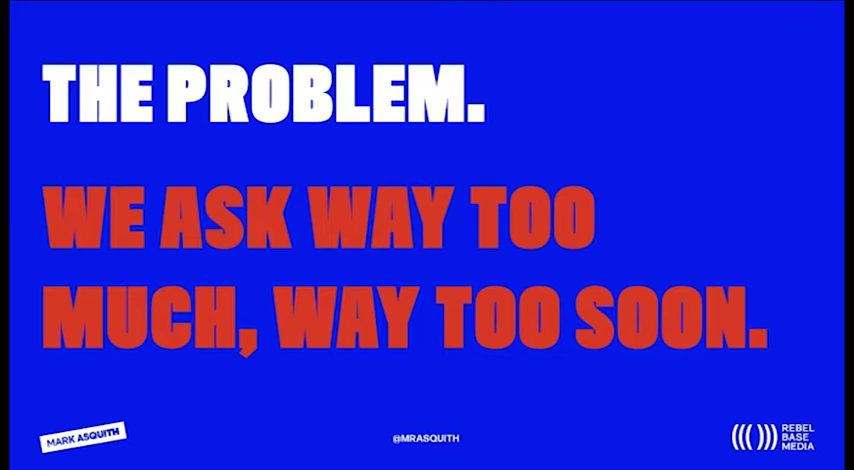 THE PROBLEM.
WE ASK WAY TOO
MUCH, WAY TOO SOON.
MARK ASQUITH
@MRASQUITH
REBEL
BASE
MEDIA